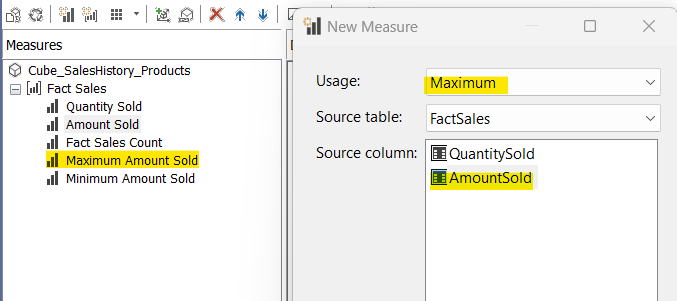 Measures
Cube_SalesHistory_Products
Fact Sales
Quantity Sold
Amount Sold
Fact Sales Count
Maximum Amount Sold
Minimum Amount Sold
New Measure
Usage:
Maximum
Source table:
FactSales
Source column:
QuantitySold
AmountSold